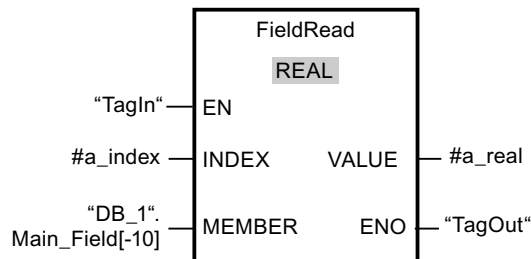 FieldRead
REAL
“TagIn“ EN
#a_index INDEX VALUE #a_real
“DB_1“.
Main_Field[-10] MEMBER ENO “TagOut“